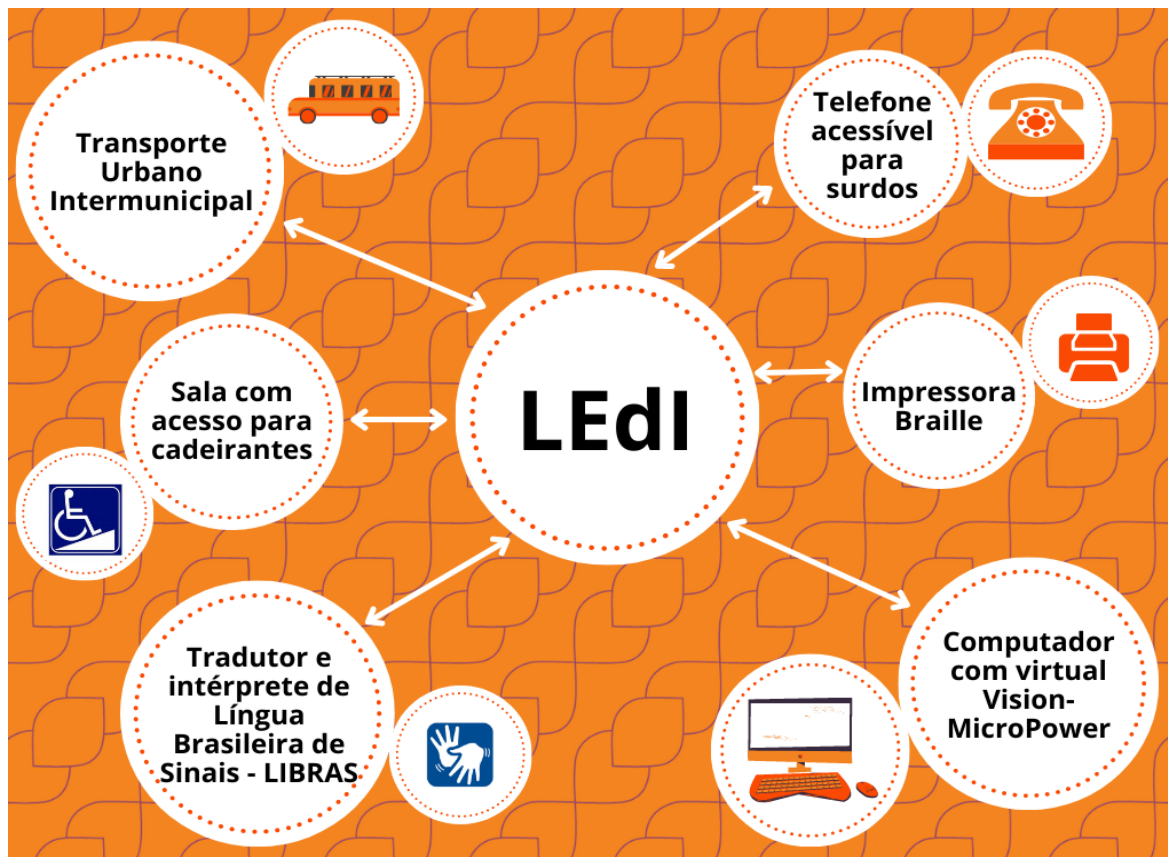 Transporte
Urbano
Intermunicipal
Telefone
acessível
para
surdos
Sala com
acesso para
cadeirantes
LEdI
Impressora
Braille
Tradutor e
intérprete de
Língua
Brasileira de
Sinais - LIBRAS
Computador
com virtual
Vision-
MicroPower